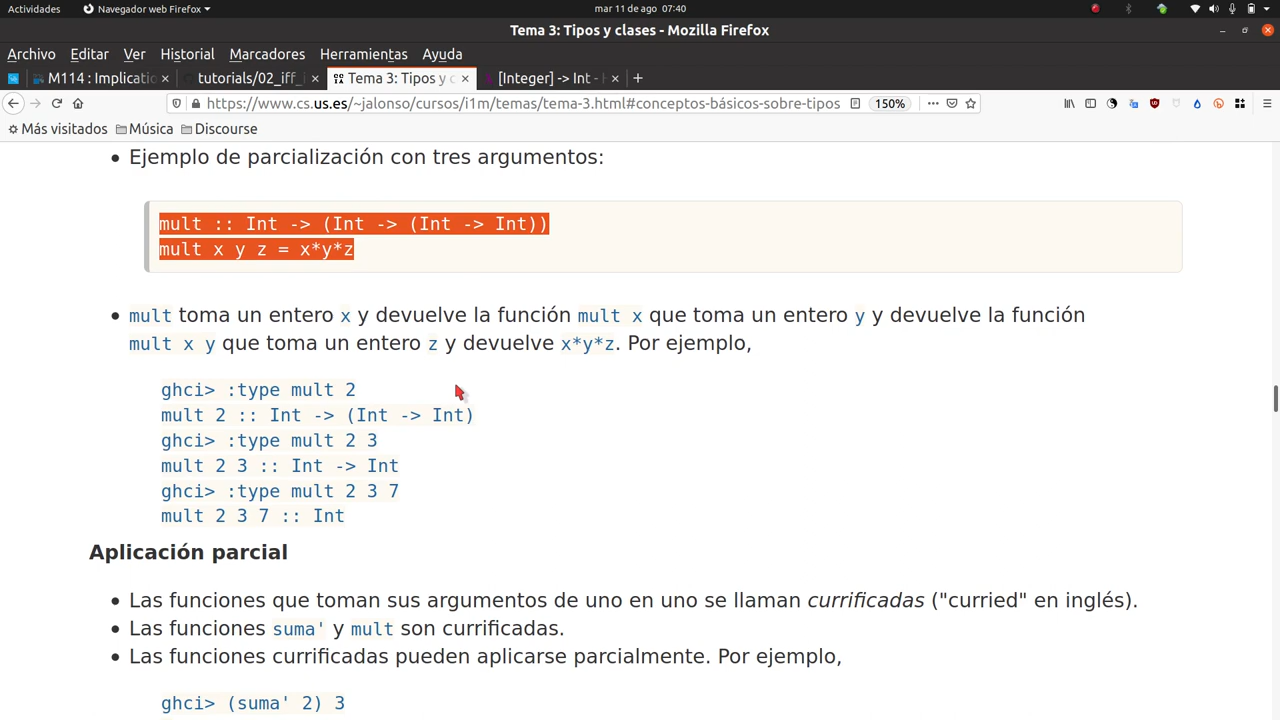 Actividades Navegador web Firefox mar 11 de ago 07:40
Tema 3: Tipos y clases - Mozilla Firefox
Archivo Editar Ver Historial Marcadores Herramientas Ayuda
M114 : Implicatio tutorials/02_iff_ Tema 3: Tipos y c [Integer] -> Int -
https://www.cs.us.es/~jalonso/cursos/i1m/temas/tema-3.html#conceptos-básicos-sobre-tipos 150%
Más visitados Música Discourse
• Ejemplo de parcialización con tres argumentos:
mult :: Int -> (Int -> (Int -> Int))
mult x y z = x*y*z
• mult toma un entero x y devuelve la función mult x que toma un entero y y devuelve la función
mult x y que toma un entero z y devuelve x*y*z. Por ejemplo,
ghci> :type mult 2
mult 2 :: Int -> (Int -> Int)
ghci> :type mult 2 3
mult 2 3 :: Int -> Int
ghci> :type mult 2 3 7
mult 2 3 7 :: Int
Aplicación parcial
• Las funciones que toman sus argumentos de uno en uno se llaman currificadas ("curried" en inglés).
• Las funciones suma' y mult son currificadas.
• Las funciones currificadas pueden aplicarse parcialmente. Por ejemplo,
ghci> (suma' 2) 3